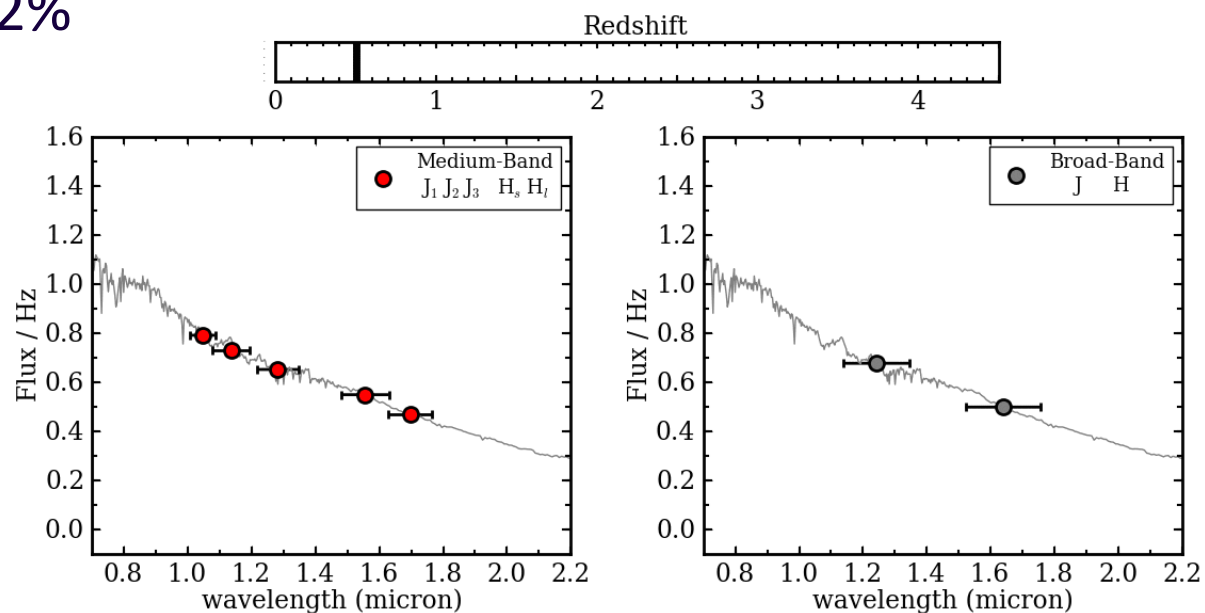 2%
Redshift
0 1 2 3 4
1.6
1.4
1.2
1.0
0.8
0.6
0.4
0.2
0.0
Flux / Hz
Medium-Band
J₁ J₂ J₃ Hₛ Hₗ
0.8 1.0 1.2 1.4 1.6 1.8 2.0 2.2
wavelength (micron)
1.6
1.4
1.2
1.0
0.8
0.6
0.4
0.2
0.0
Flux / Hz
Broad-Band
J H
0.8 1.0 1.2 1.4 1.6 1.8 2.0 2.2
wavelength (micron)